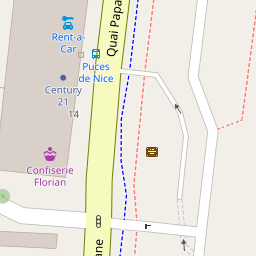 Rent-a-
Car
Quai Papa
Puces
de Nice
Century
21
14
Confiserie
Florian
ane